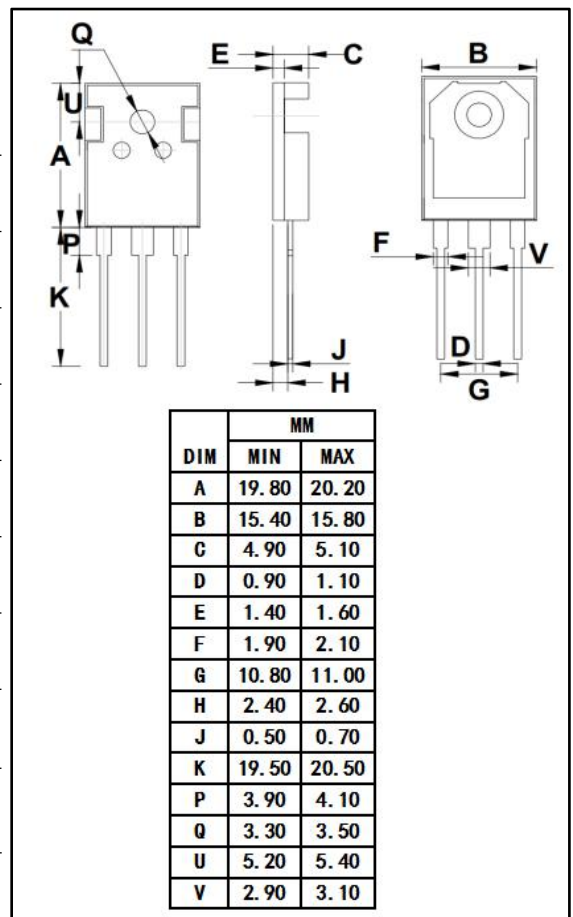 Q
E C B
U
A
P F V
K
J D
H G
MM
DIM MIN MAX
A 19.80 20.20
B 15.40 15.80
C 4.90 5.10
D 0.90 1.10
E 1.40 1.60
F 1.90 2.10
G 10.80 11.00
H 2.40 2.60
J 0.50 0.70
K 19.50 20.50
P 3.90 4.10
Q 3.30 3.50
U 5.20 5.40
V 2.90 3.10